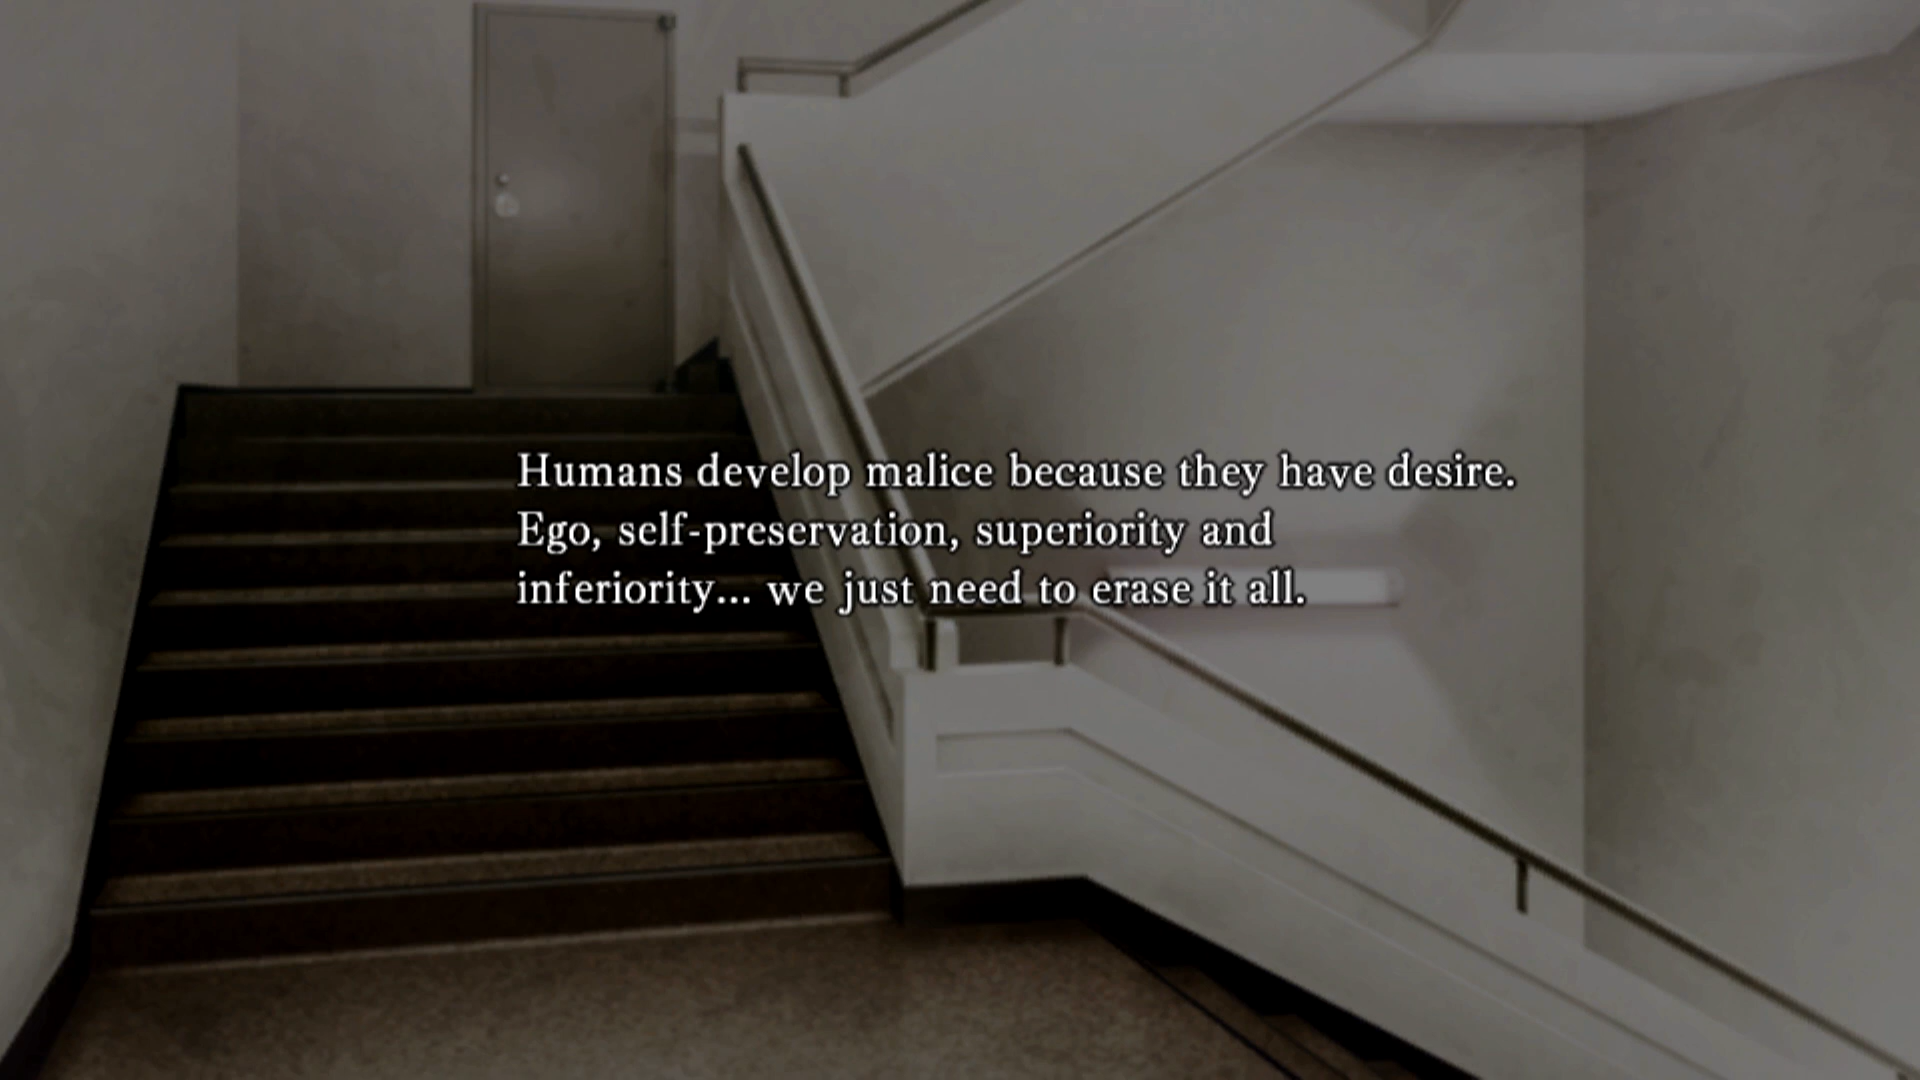 Humans develop malice because they have desire.
Ego, self-preservation, superiority and
inferiority... we just need to erase it all.